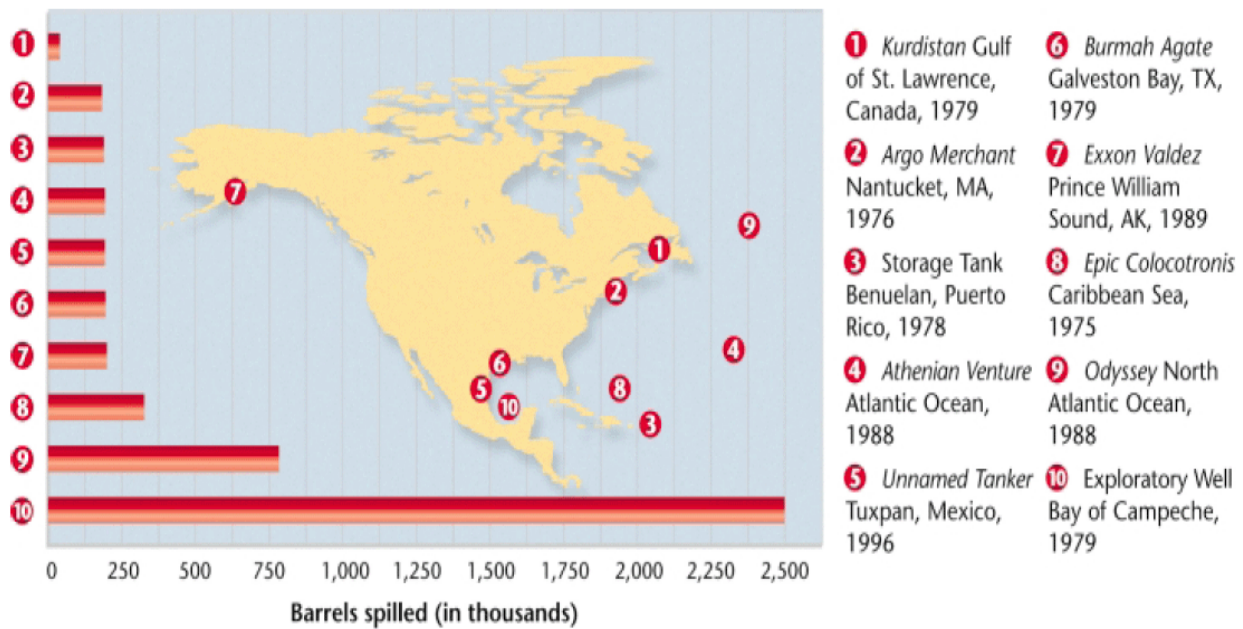 1
2
3
4
5
6
7
8
9
10
7
9
1
2
4
6
5
8
10
3
0 250 500 750 1,000 1,250 1,500 1,750 2,000 2,250 2,500
Barrels spilled (in thousands)
1 Kurdistan Gulf
of St. Lawrence,
Canada, 1979
2 Argo Merchant
Nantucket, MA,
1976
3 Storage Tank
Benuelan, Puerto
Rico, 1978
4 Athenian Venture
Atlantic Ocean,
1988
5 Unnamed Tanker
Tuxpan, Mexico,
1996
6 Burmah Agate
Galveston Bay, TX,
1979
7 Exxon Valdez
Prince William
Sound, AK, 1989
8 Epic Colocotronis
Caribbean Sea,
1975
9 Odyssey North
Atlantic Ocean,
1988
10 Exploratory Well
Bay of Campeche,
1979